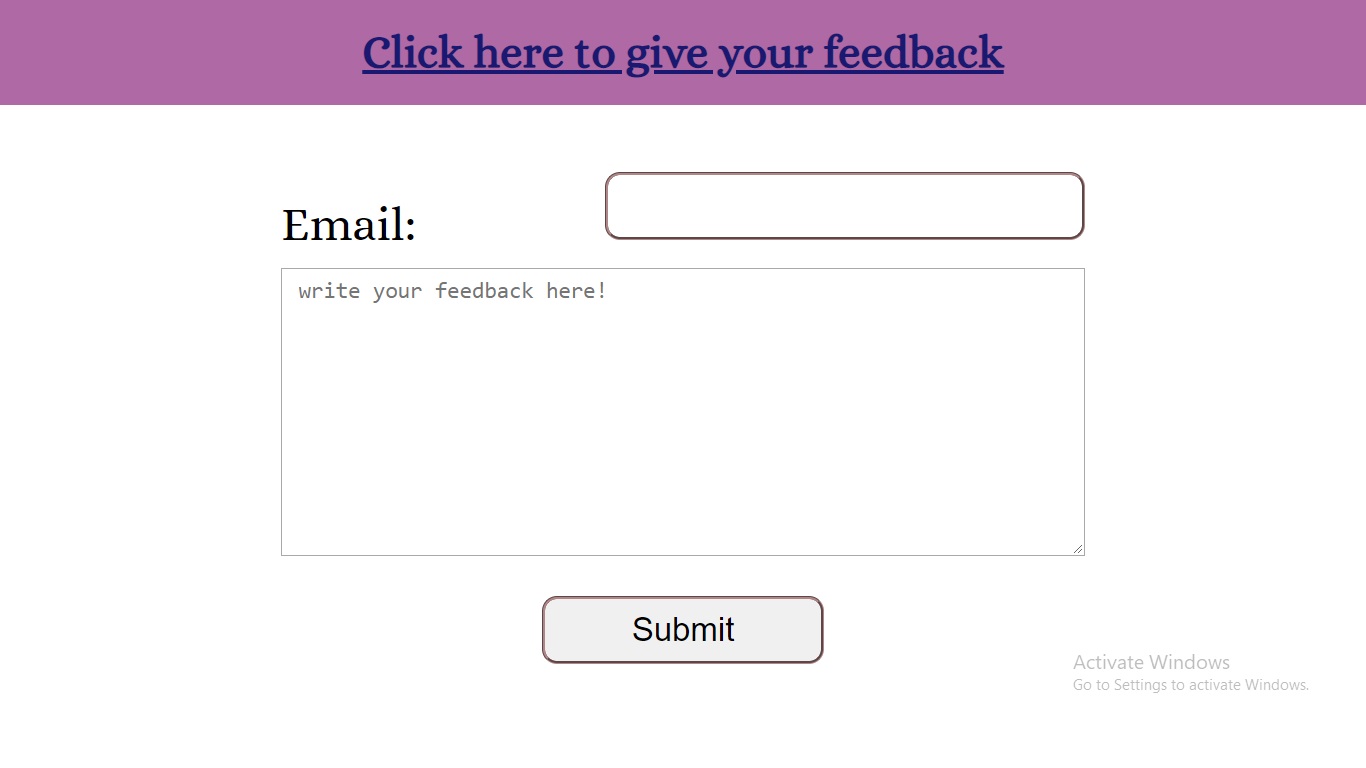 Click here to give your feedback
Email:
write your feedback here!
Submit
Activate Windows
Go to Settings to activate Windows.